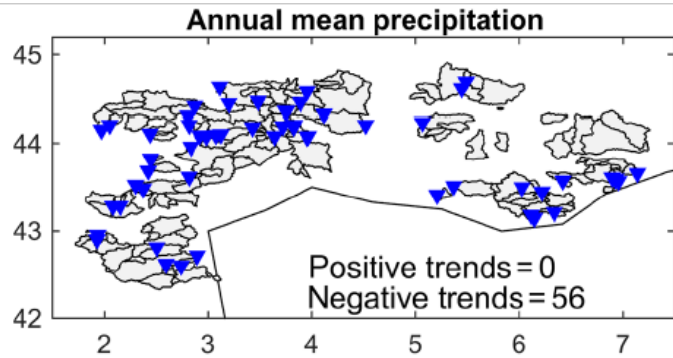 Annual mean precipitation
45
44
43
42
Positive trends = 0
Negative trends = 56
2 3 4 5 6 7